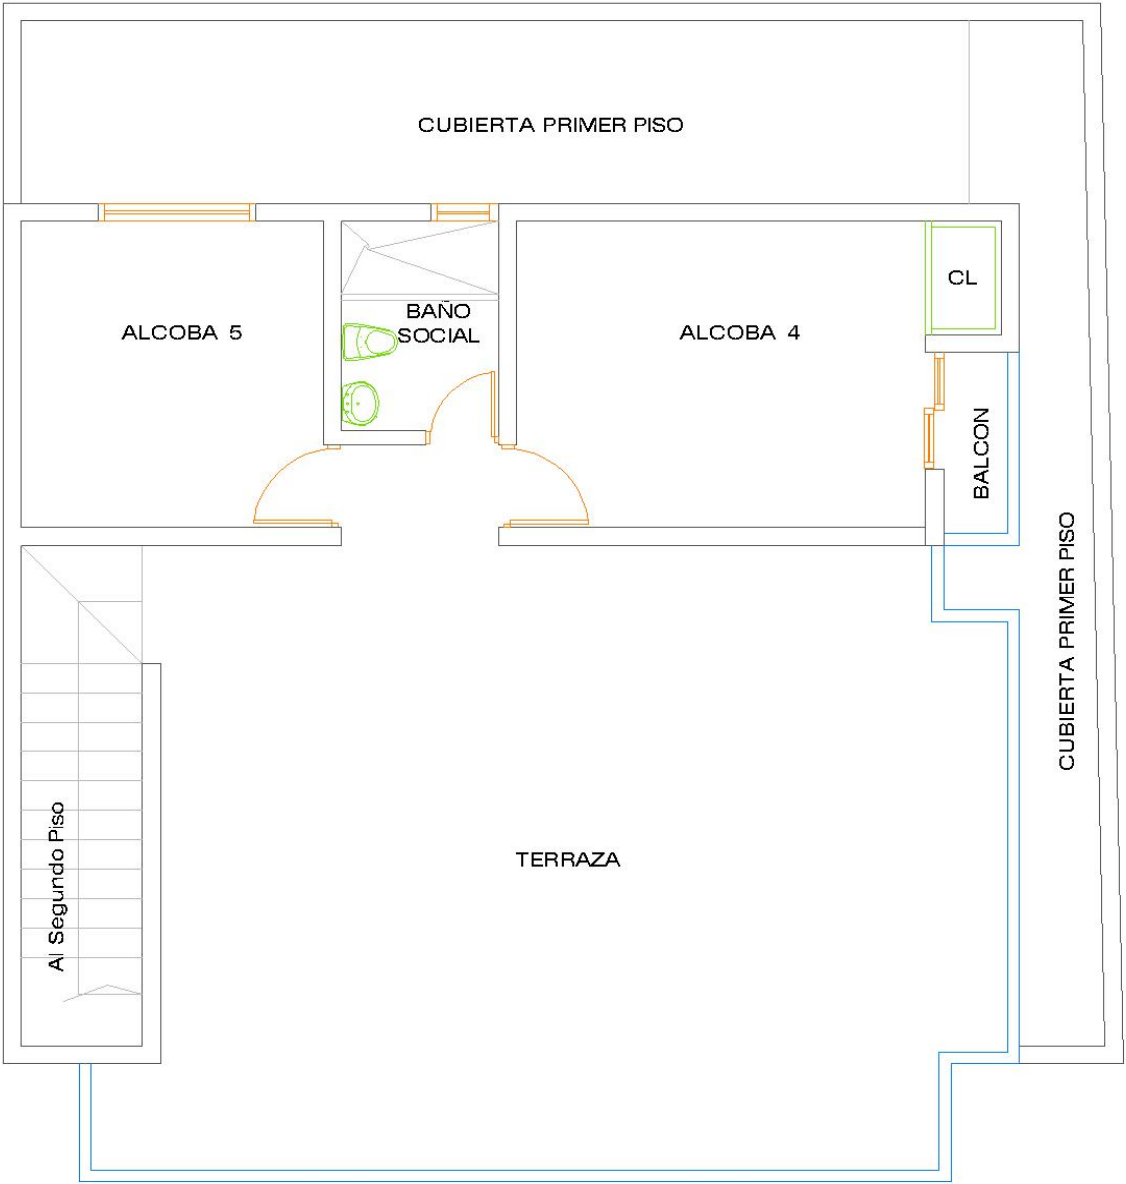 CUBIERTA PRIMER PISO
ALCOBA 5
BAÑO
SOCIAL
ALCOBA 4
CL
BALCON
CUBIERTA PRIMER PISO
Al Segundo Piso
TERRAZA